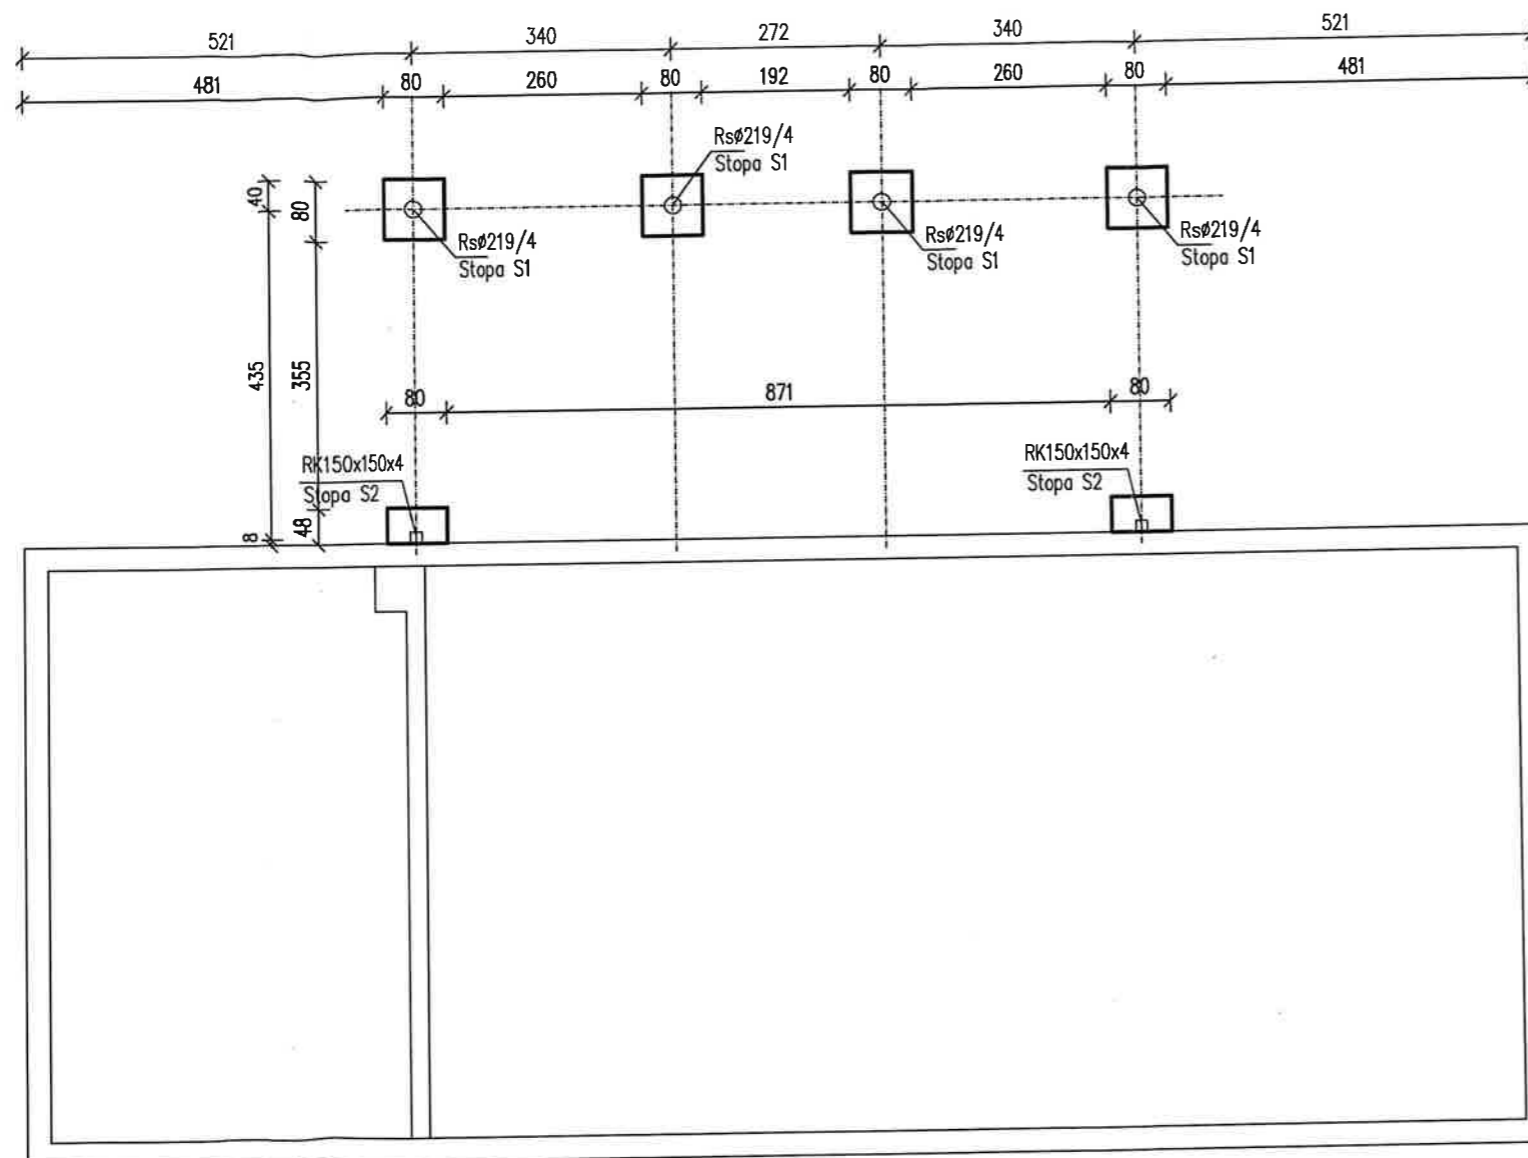 521 340 272 340 521
481 80 260 80 192 80 260 80 481
Rsø219/4
Stopa S1
40
80
Rsø219/4
Stopa S1
Rsø219/4
Stopa S1
Rsø219/4
Stopa S1
435
355
80 871 80
RK150x150x4
Stopa S2
RK150x150x4
Stopa S2
8
48